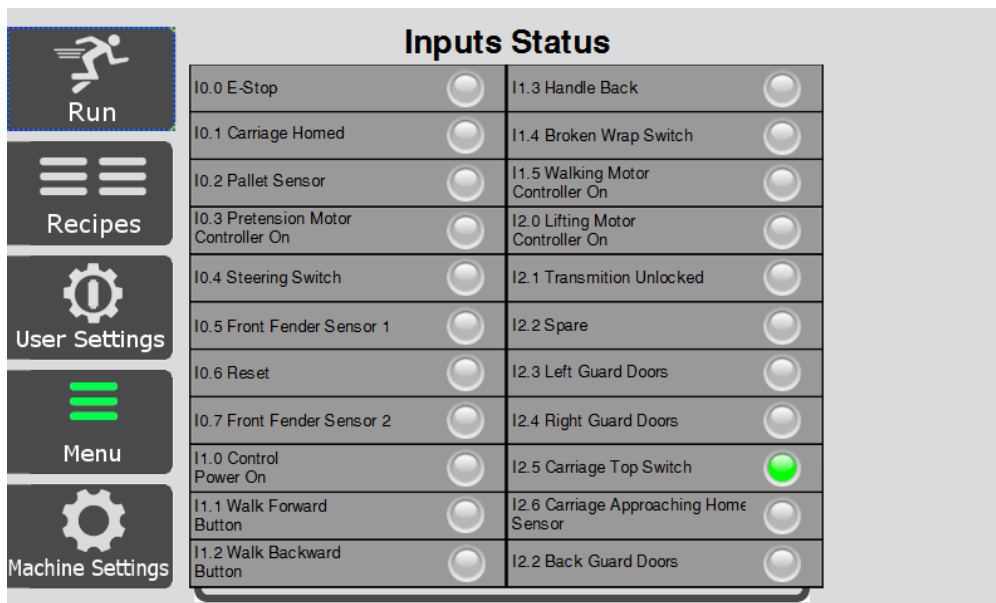 Inputs Status
Run
Recipes
User Settings
Menu
Machine Settings
I0.0 E-Stop
I0.1 Carriage Homed
I0.2 Pallet Sensor
I0.3 Pretension Motor
Controller On
I0.4 Steering Switch
I0.5 Front Fender Sensor 1
I0.6 Reset
I0.7 Front Fender Sensor 2
I1.0 Control
Power On
I1.1 Walk Forward
Button
I1.2 Walk Backward
Button
I1.3 Handle Back
I1.4 Broken Wrap Switch
I1.5 Walking Motor
Controller On
I2.0 Lifting Motor
Controller On
I2.1 Transmition Unlocked
I2.2 Spare
I2.3 Left Guard Doors
I2.4 Right Guard Doors
I2.5 Carriage Top Switch
I2.6 Carriage Approaching Home
Sensor
I2.2 Back Guard Doors